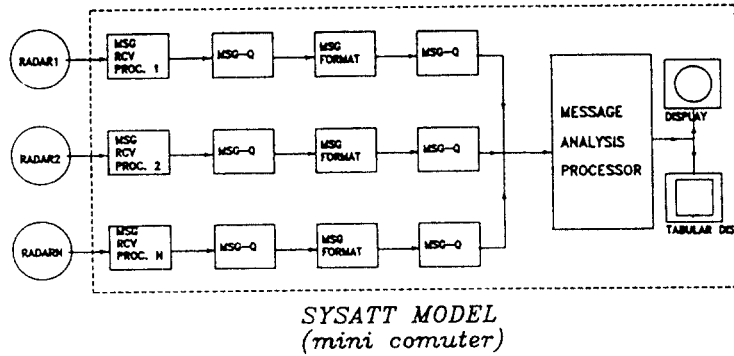 RADAR1
MSG
RCV
PROC. 1
MSG-Q
MSG
FORMAT
MSG-Q
RADAR2
MSG
RCV
PROC. 2
MSG-Q
MSG
FORMAT
MSG-Q
RADARN
MSG
RCV
PROC. N
MSG-Q
MSG
FORMAT
MSG-Q
MESSAGE
ANALYSIS
PROCESSOR
DISPLAY
TABULAR DIS
SYSATT MODEL
(mini comuter)